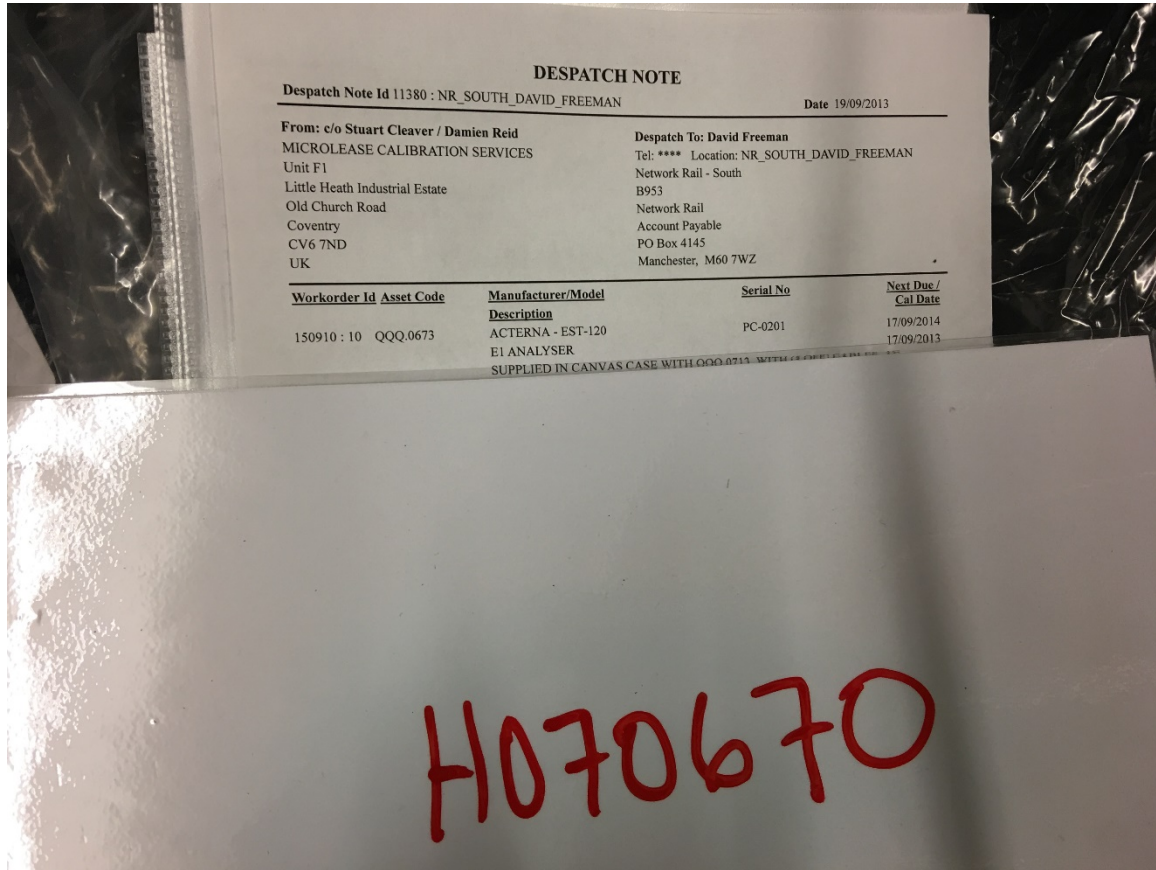 DESPATCH NOTE
Despatch Note Id 11380 : NR_SOUTH_DAVID_FREEMAN Date 19/09/2013
From: c/o Stuart Cleaver / Damien Reid
MICROLEASE CALIBRATION SERVICES
Unit F1
Little Heath Industrial Estate
Old Church Road
Coventry
CV6 7ND
UK
Despatch To: David Freeman
Tel: **** Location: NR_SOUTH_DAVID_FREEMAN
Network Rail - South
B953
Network Rail
Account Payable
PO Box 4145
Manchester, M60 7WZ
Workorder Id Asset Code Manufacturer/Model Serial No Next Due /
Description Cal Date
150910 : 10 QQQ.0673 ACTERNA - EST-120 PC-0201 17/09/2014
E1 ANALYSER 17/09/2013
SUPPLIED IN CANVAS CASE WITH QQQ.0713, WITH
H070670